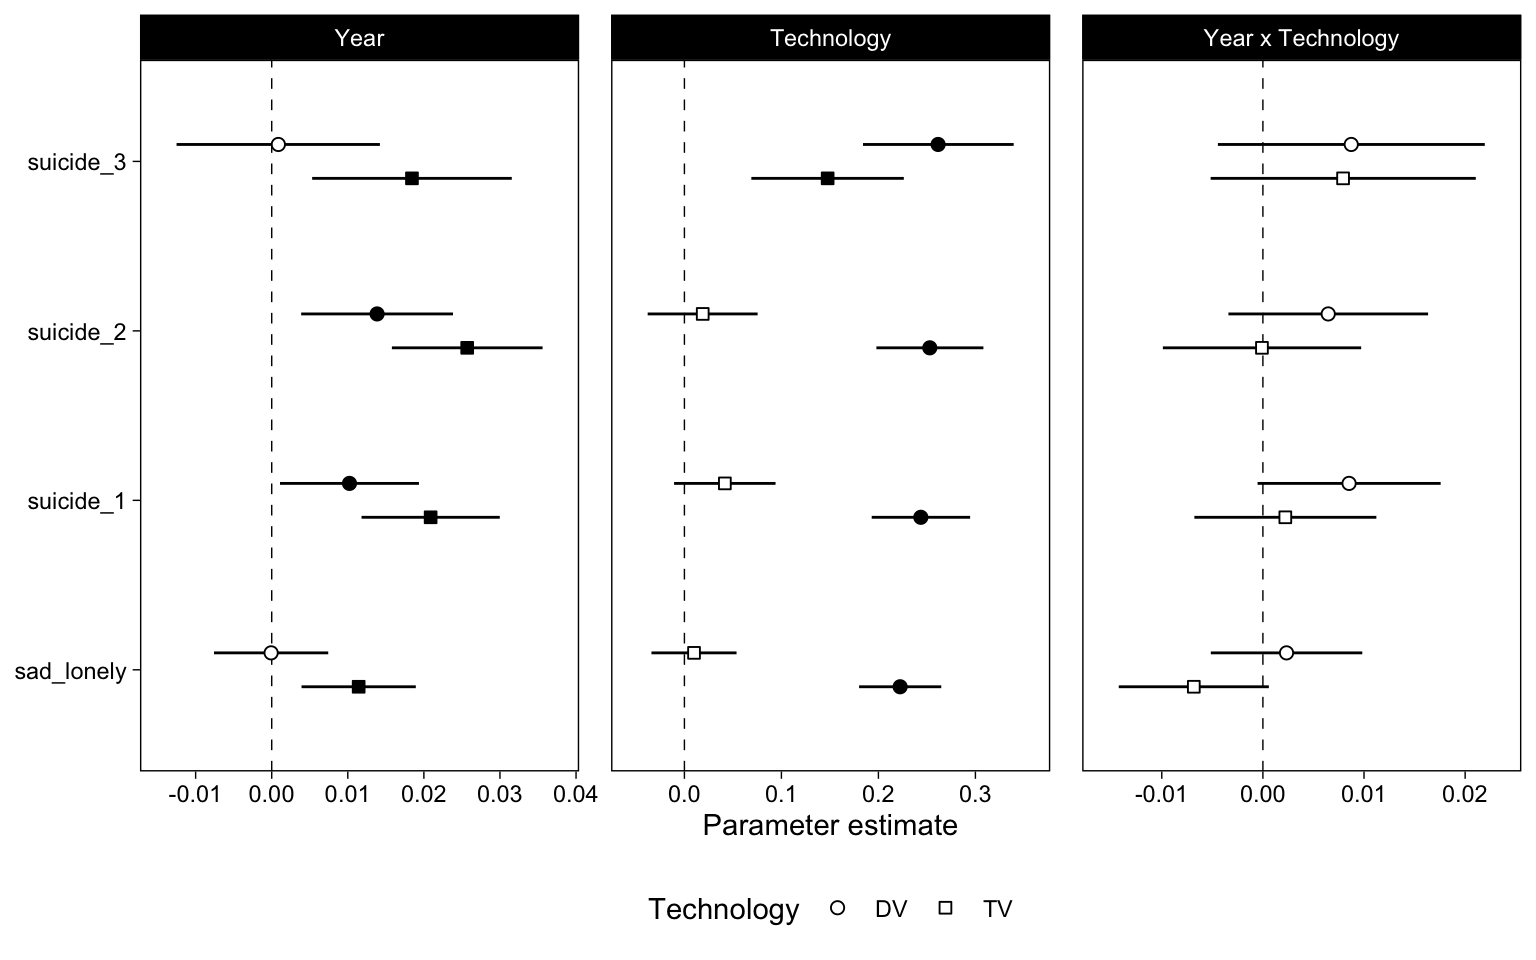 Year Technology Year x Technology
suicide_3
suicide_2
suicide_1
sad_lonely
-0.01 0.00 0.01 0.02 0.03 0.04 0.0 0.1 0.2 0.3 -0.01 0.00 0.01 0.02
Parameter estimate
Technology DV TV